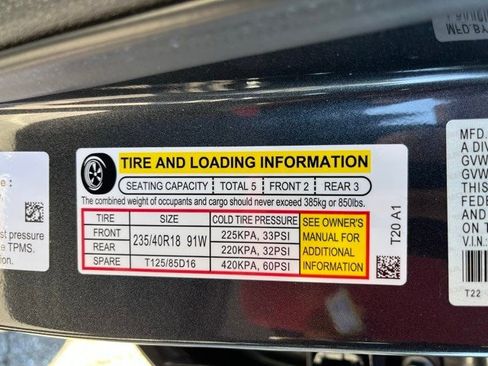 TIRE AND LOADING INFORMATION
SEATING CAPACITY TOTAL 5 FRONT 2 REAR 3
The combined weight of occupants and cargo should never exceed 385kg or 850lbs.
TIRE SIZE COLD TIRE PRESSURE
FRONT 235/40R18 91W 225KPA, 33PSI
REAR 220KPA, 32PSI
SPARE T125/85D16 420KPA, 60PSI
SEE OWNER'S
MANUAL FOR
ADDITIONAL
INFORMATION
T20 A1
st pressure
e TPMS.
MFD.
A DIV
GVW
GVW
THIS
FEDE
AND
V.I.N:
T22